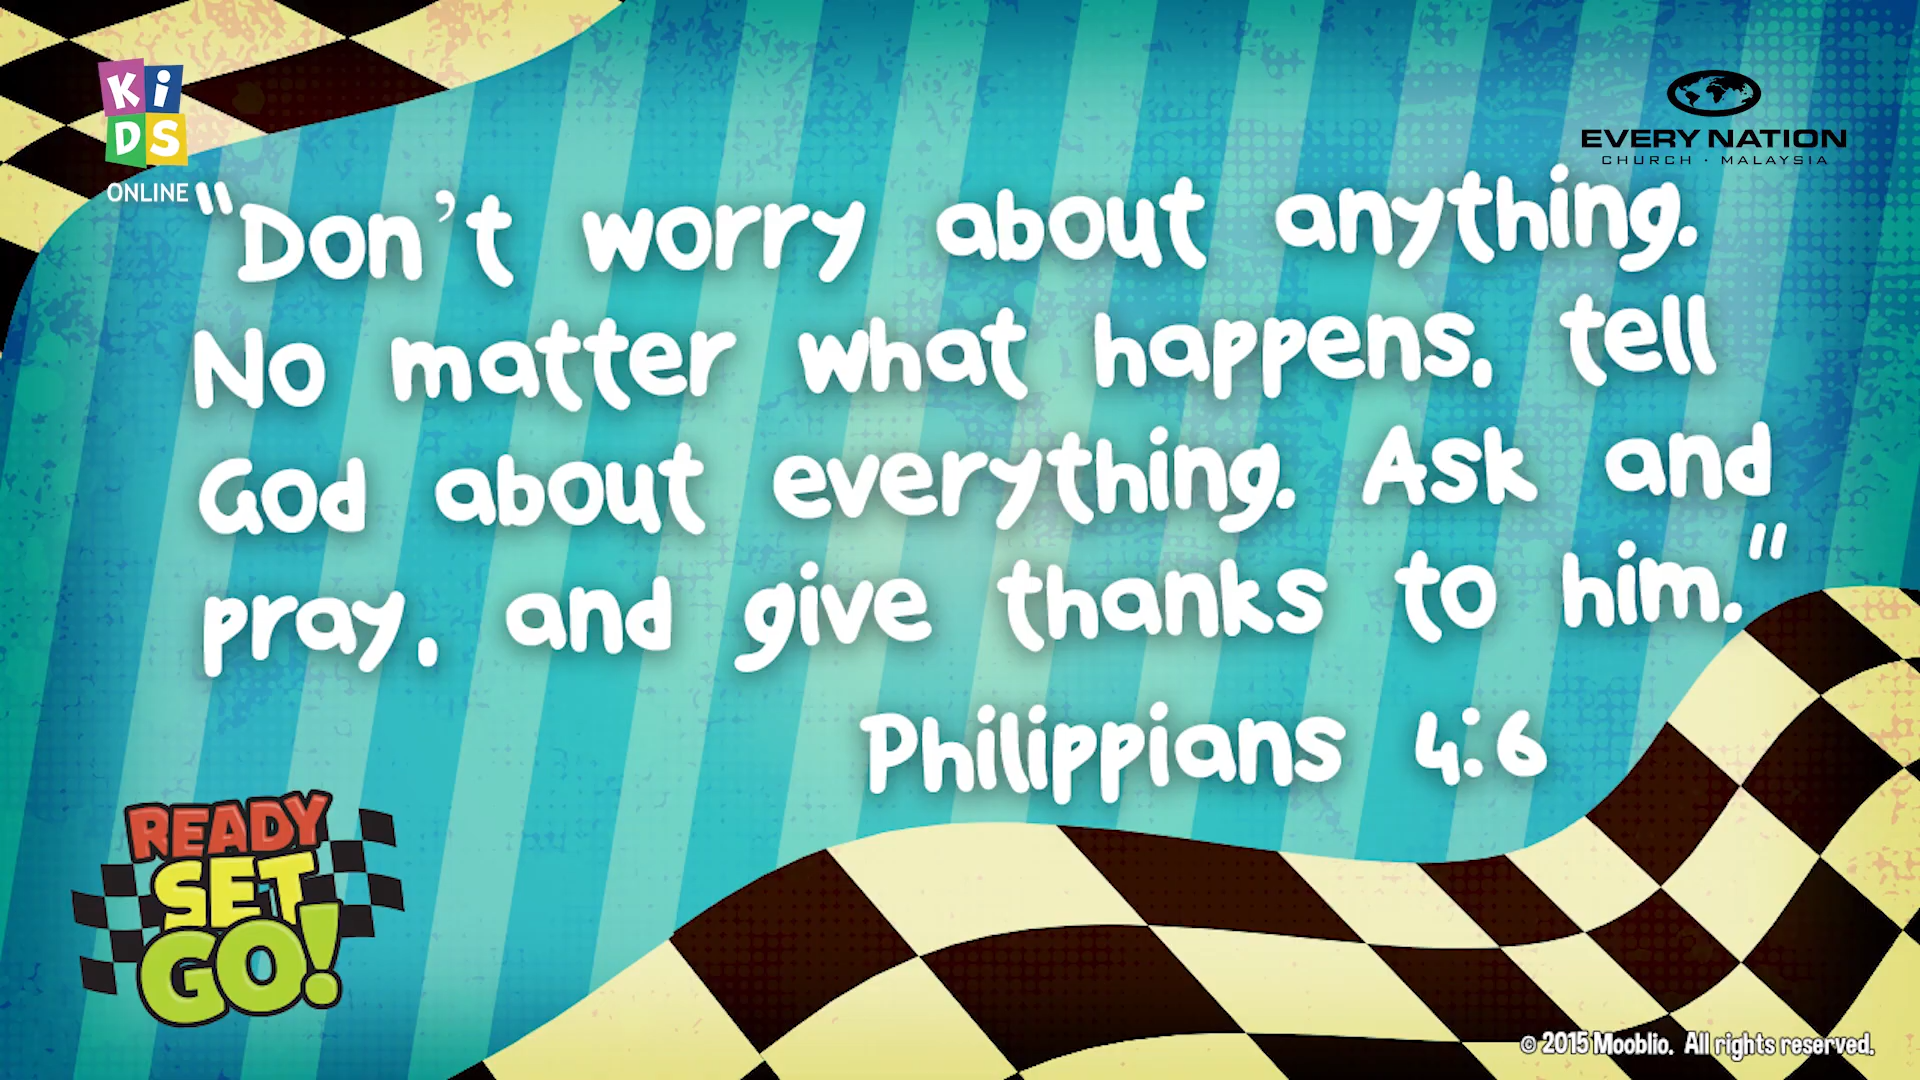 KiDS
ONLINE
EVERY NATION
CHURCH · MALAYSIA
"Don't worry about anything.
No matter what happens, tell
God about everything. Ask and
pray, and give thanks to him."
Philippians 4:6
READY
SET
GO!
© 2015 Mooblio. All rights reserved.